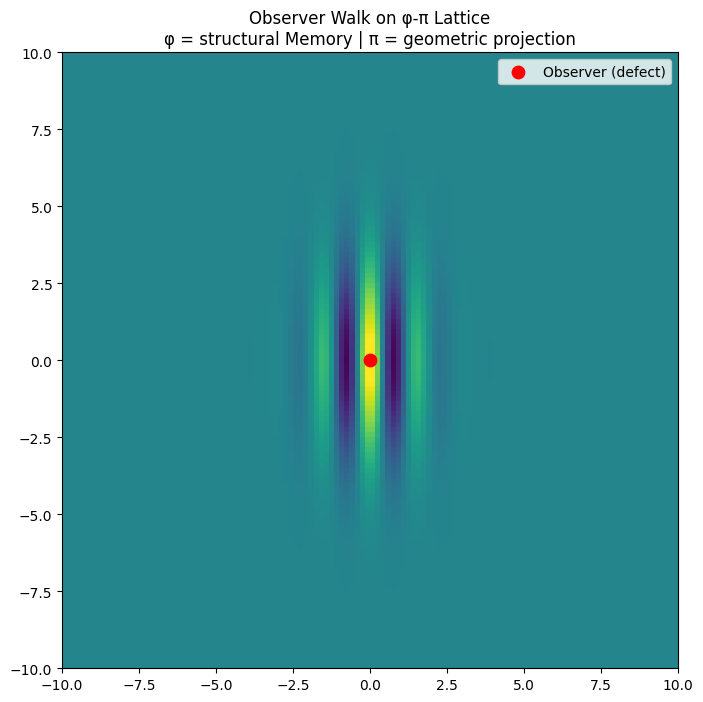 Observer Walk on φ-π Lattice
φ = structural Memory | π = geometric projection
Observer (defect)
10.0
7.5
5.0
2.5
0.0
−2.5
−5.0
−7.5
−10.0
−10.0 −7.5 −5.0 −2.5 0.0 2.5 5.0 7.5 10.0